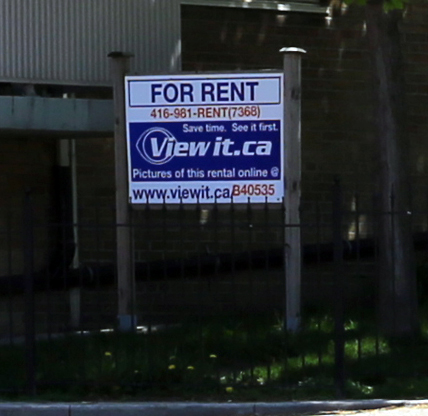 FOR RENT
416-981-RENT(7368)
Save time. See it first.
Viewit.ca
Pictures of this rental online @
www.viewit.ca/B40535